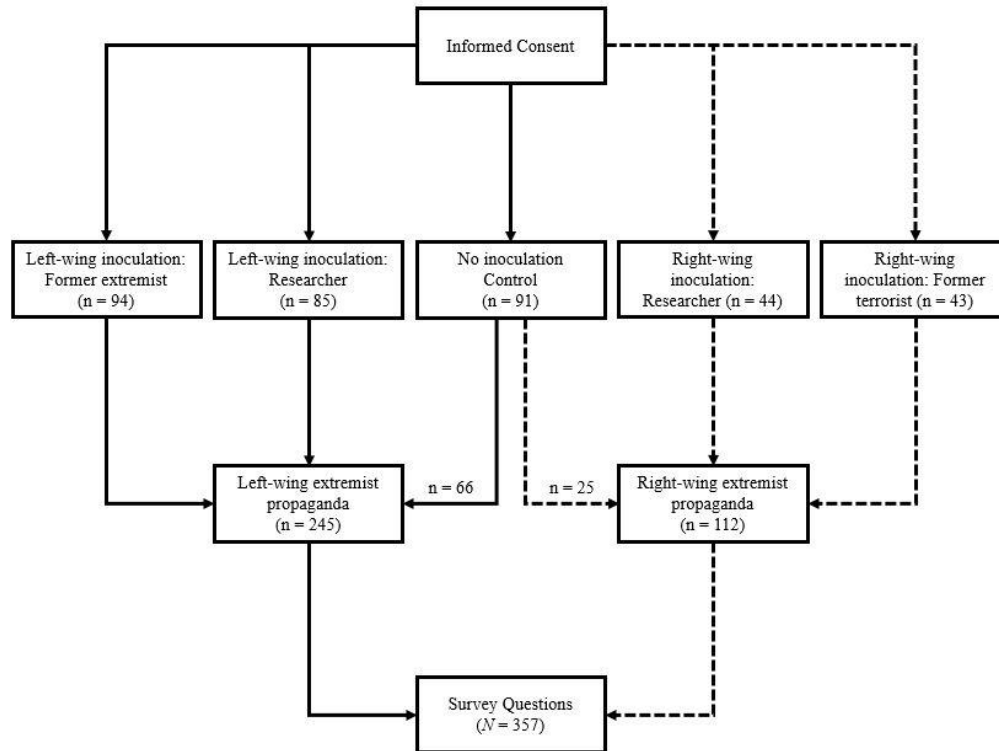 Informed Consent
Left-wing inoculation:
Former extremist
(n = 94)
Left-wing inoculation:
Researcher
(n = 85)
No inoculation
Control
(n = 91)
Right-wing
inoculation:
Researcher (n = 44)
Right-wing
inoculation: Former
terrorist (n = 43)
Left-wing extremist
propaganda
(n = 245)
n = 66
n = 25
Right-wing extremist
propaganda
(n = 112)
Survey Questions
(N = 357)